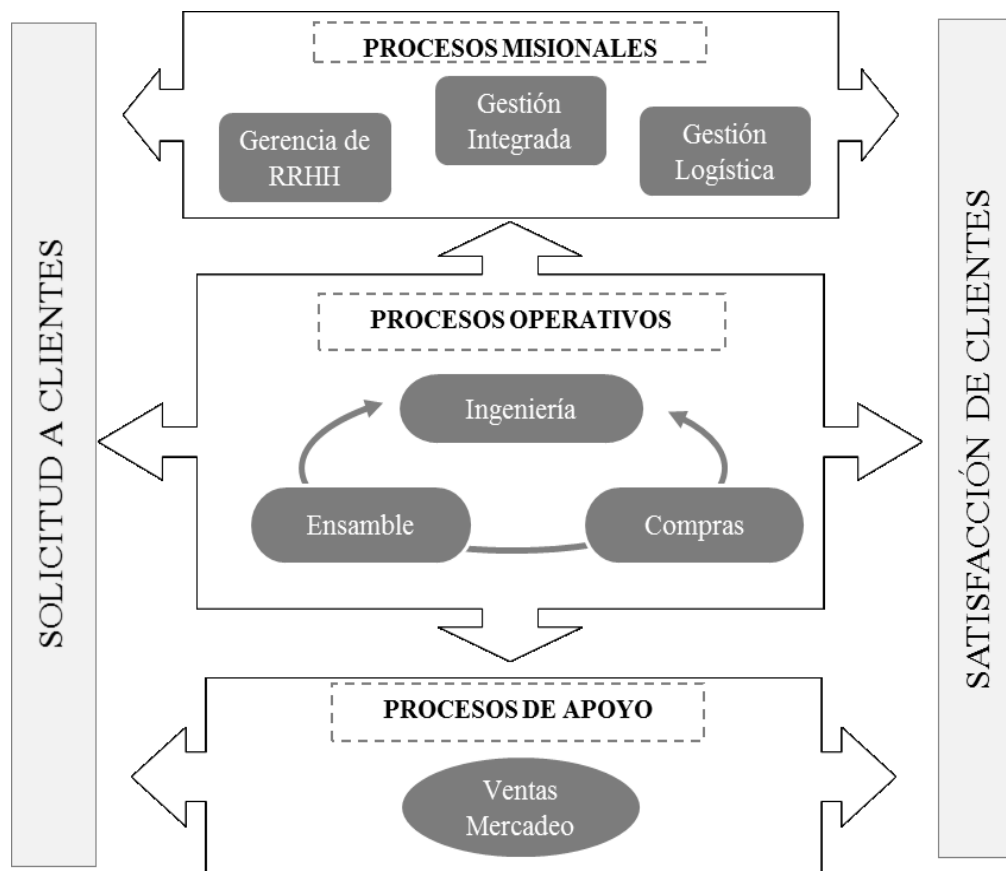 SOLICITUD A CLIENTES
PROCESOS MISIONALES
Gerencia de
RRHH
Gestión
Integrada
Gestión
Logística
PROCESOS OPERATIVOS
Ingeniería
Ensamble
Compras
PROCESOS DE APOYO
Ventas
Mercadeo
SATISFACCIÓN DE CLIENTES